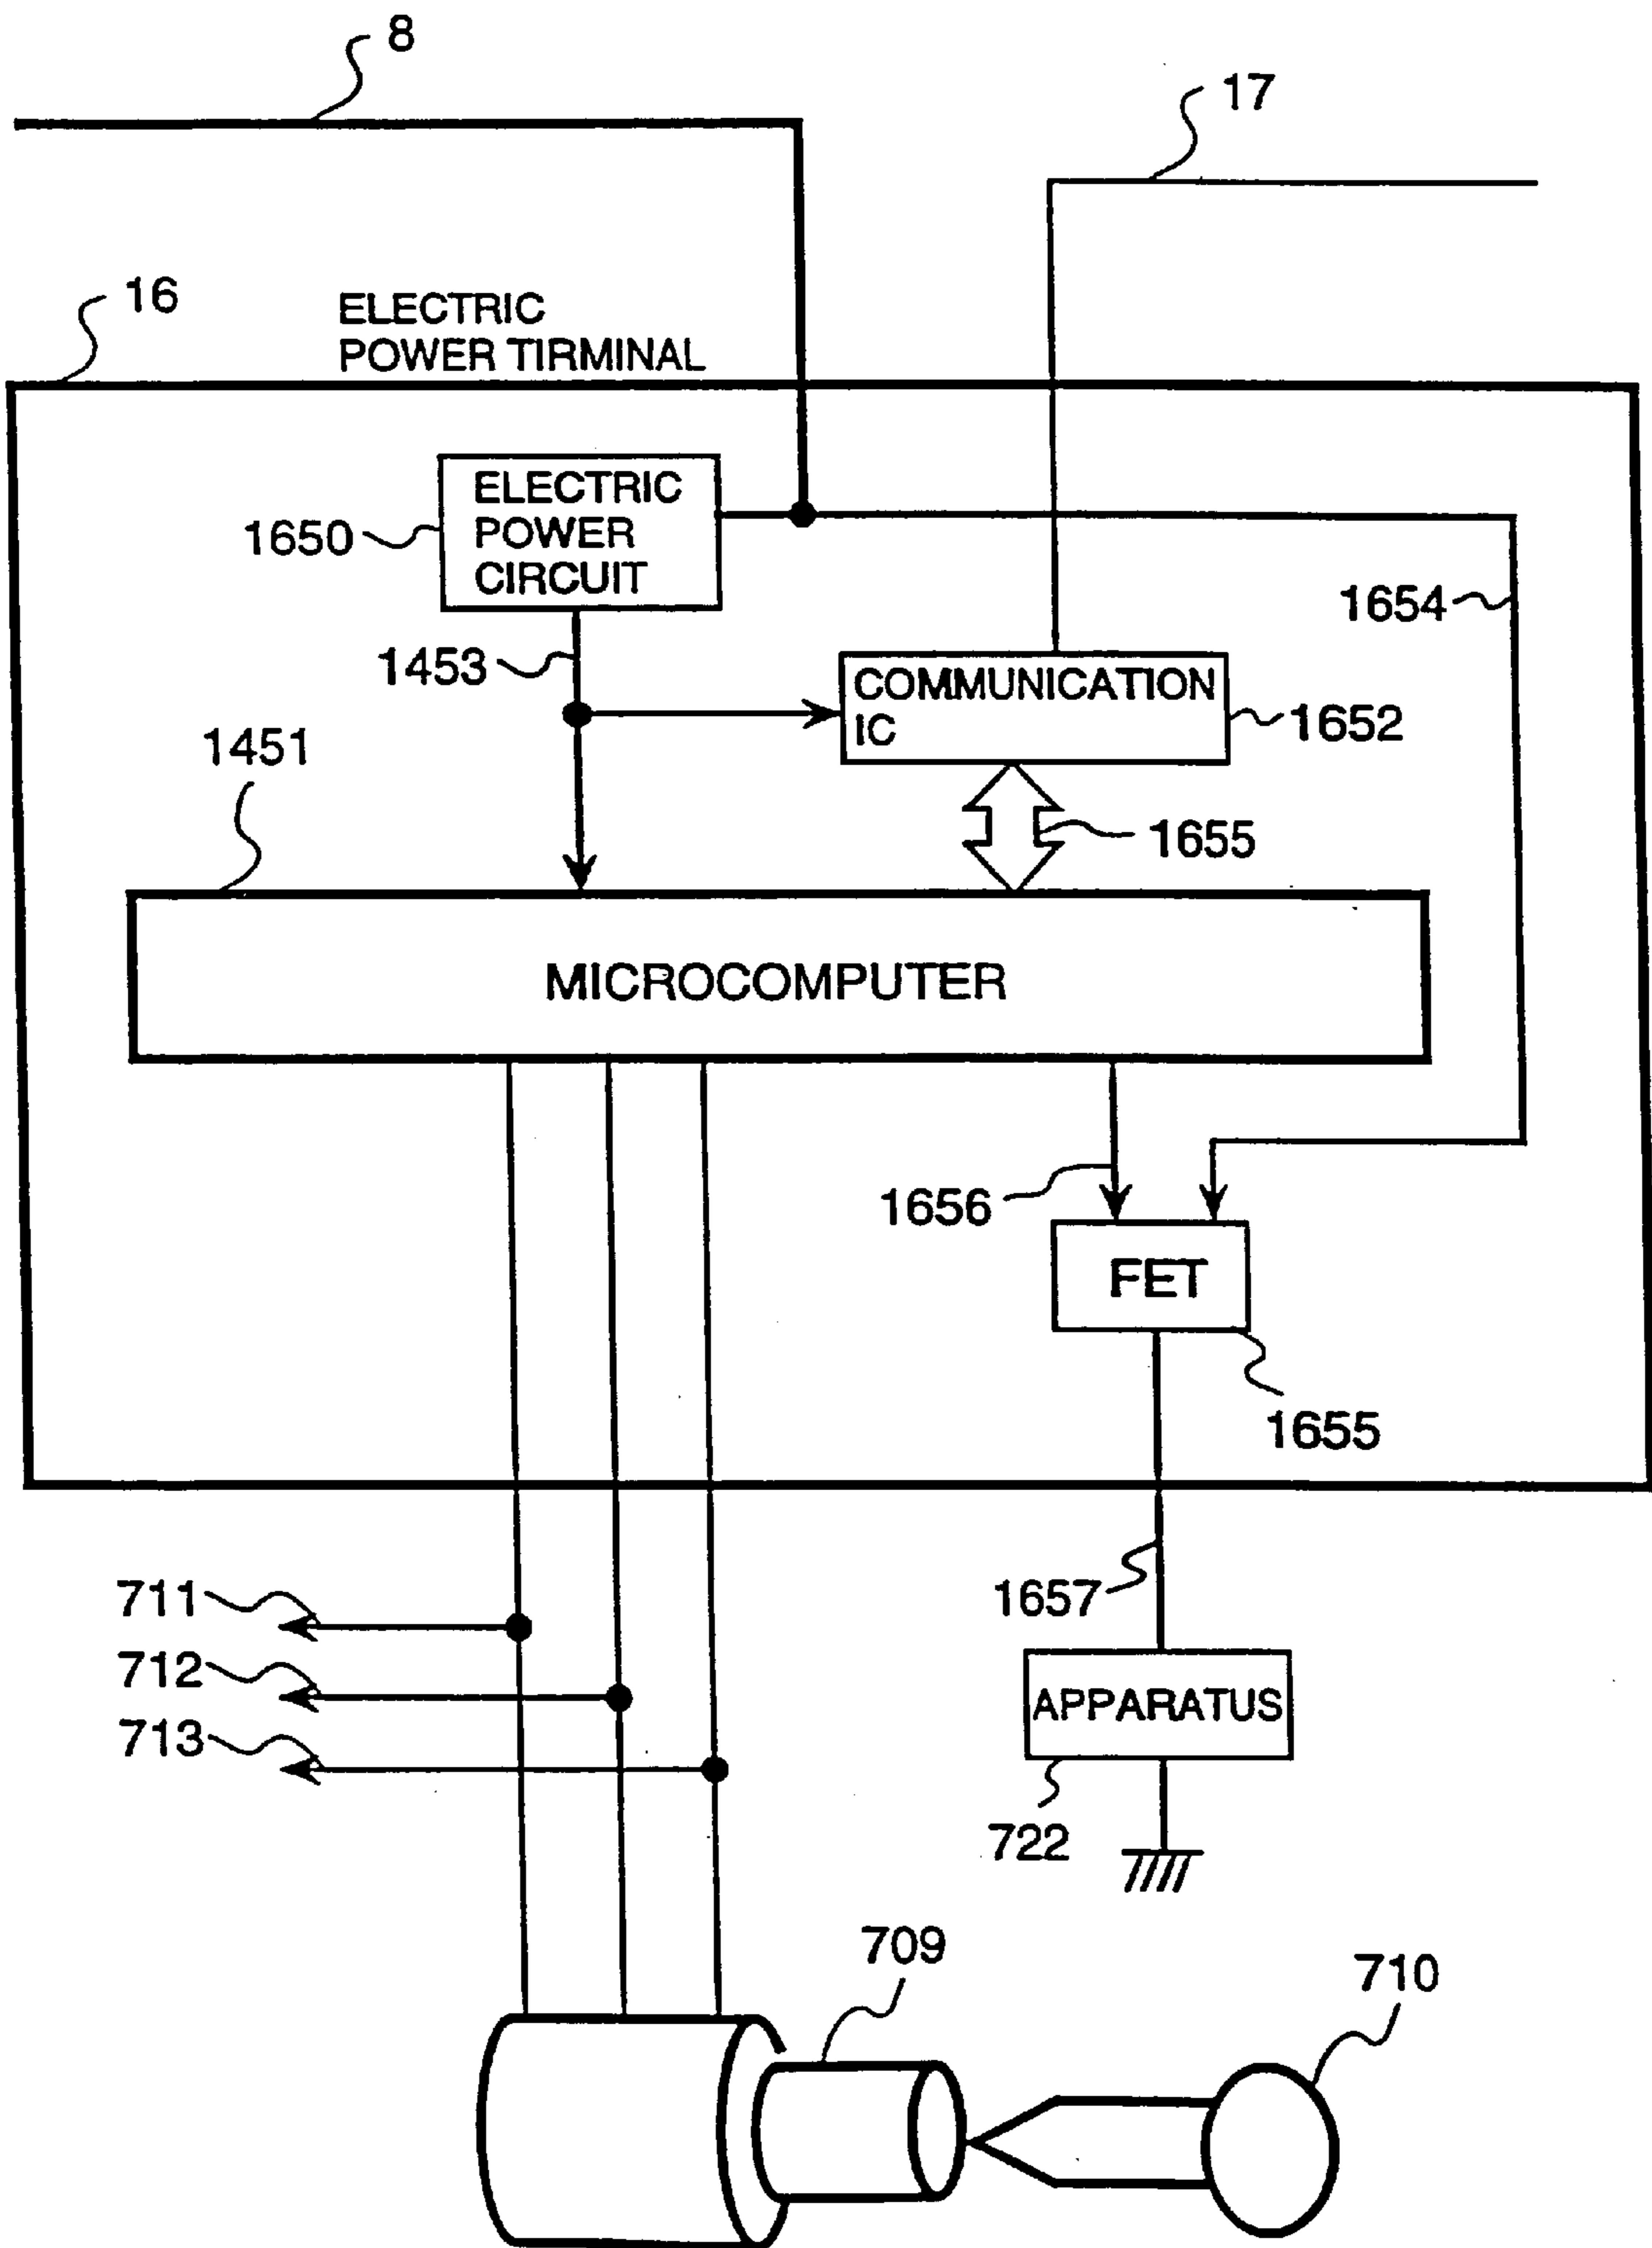 8
17
16
ELECTRIC
POWER TIRMINAL
ELECTRIC
POWER
CIRCUIT
1650
1654
1453
COMMUNICATION
IC
1652
1451
1655
MICROCOMPUTER
1656
FET
1655
711
1657
712
APPARATUS
713
722
709
710